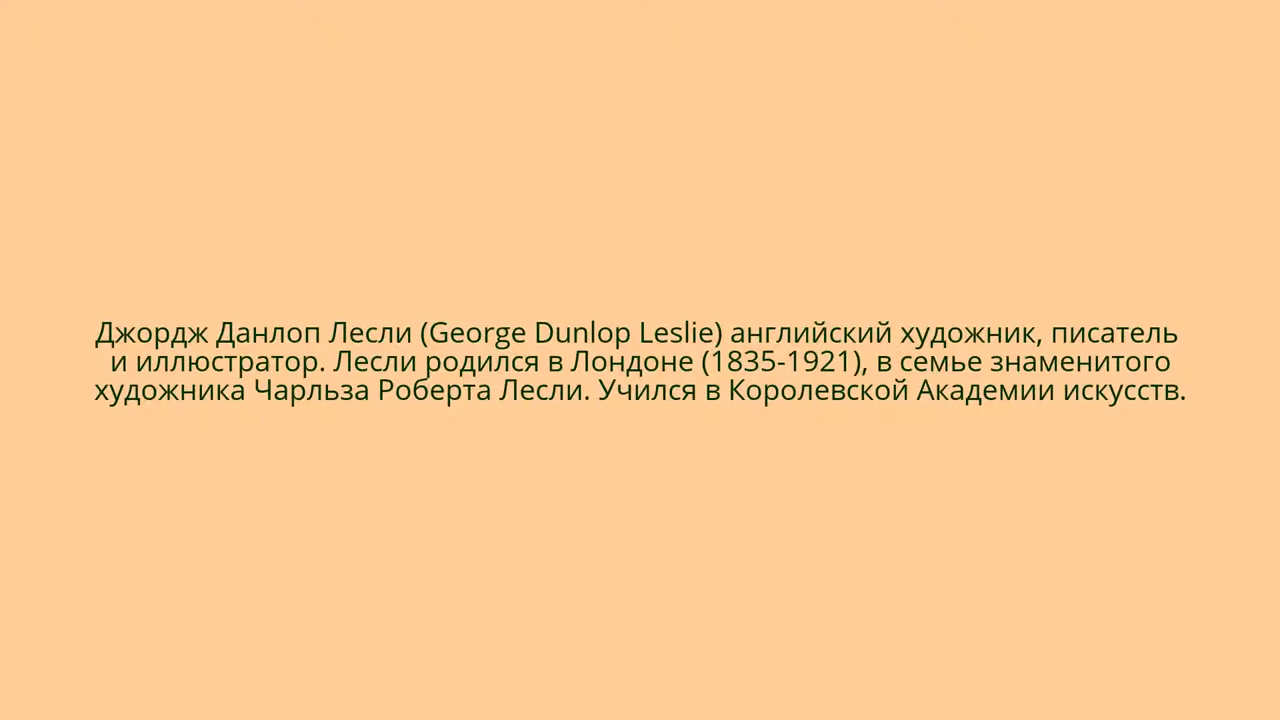 Джордж Данлоп Лесли (George Dunlop Leslie) английский художник, писатель
и иллюстратор. Лесли родился в Лондоне (1835-1921), в семье знаменитого
художника Чарльза Роберта Лесли. Учился в Королевской Академии искусств.